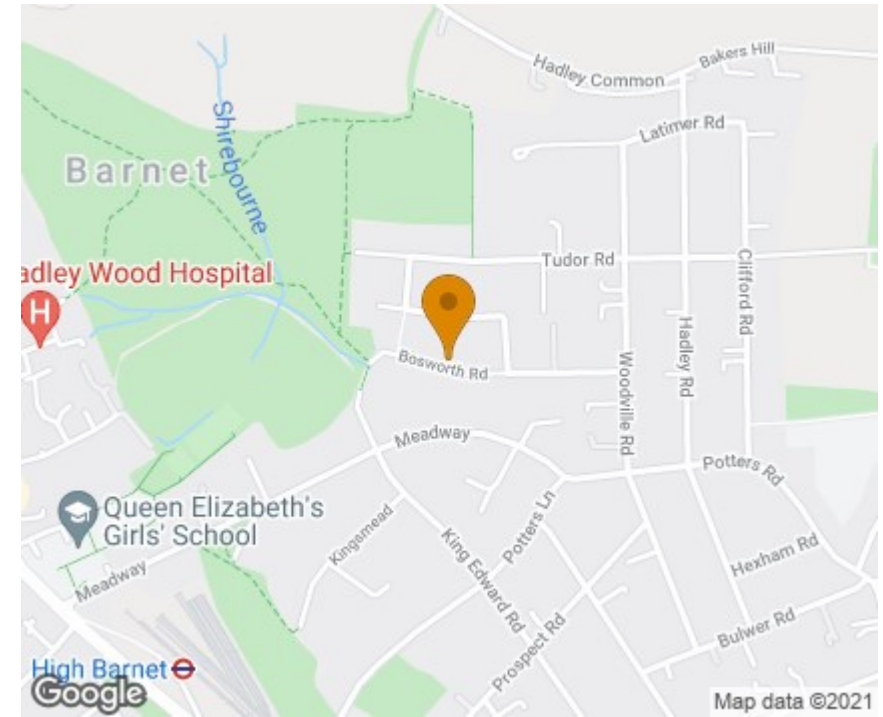 Bakers Hill
Hadley Common
Latimer Rd
Shirebourne
Barnet
Tudor Rd
adley Wood Hospital
H
Clifford Rd
Hadley Rd
Woodville Rd
Bosworth Rd
Meadway
Potters Rd
Queen Elizabeth's
Girls' School
Kingsmead
King Edward Rd
Potters Ln
Hexham Rd
Meadway
Prospect Rd
Bulwer Rd
High Barnet
Google
Map data ©2021